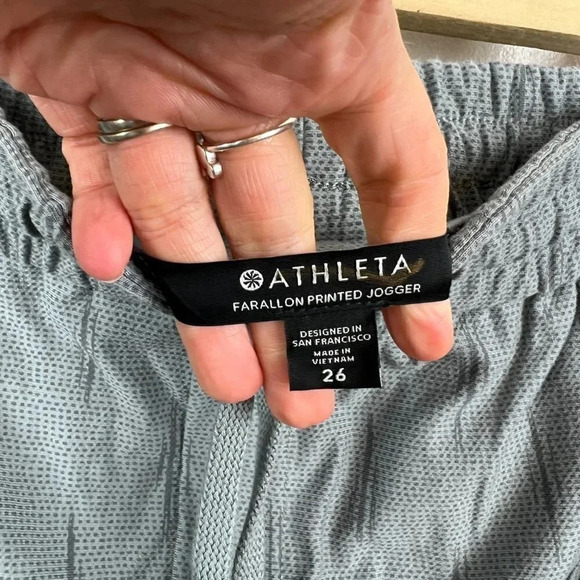 ATHLETA
FARALLON PRINTED JOGGER
DESIGNED IN
SAN FRANCISCO
MADE IN
VIETNAM
26